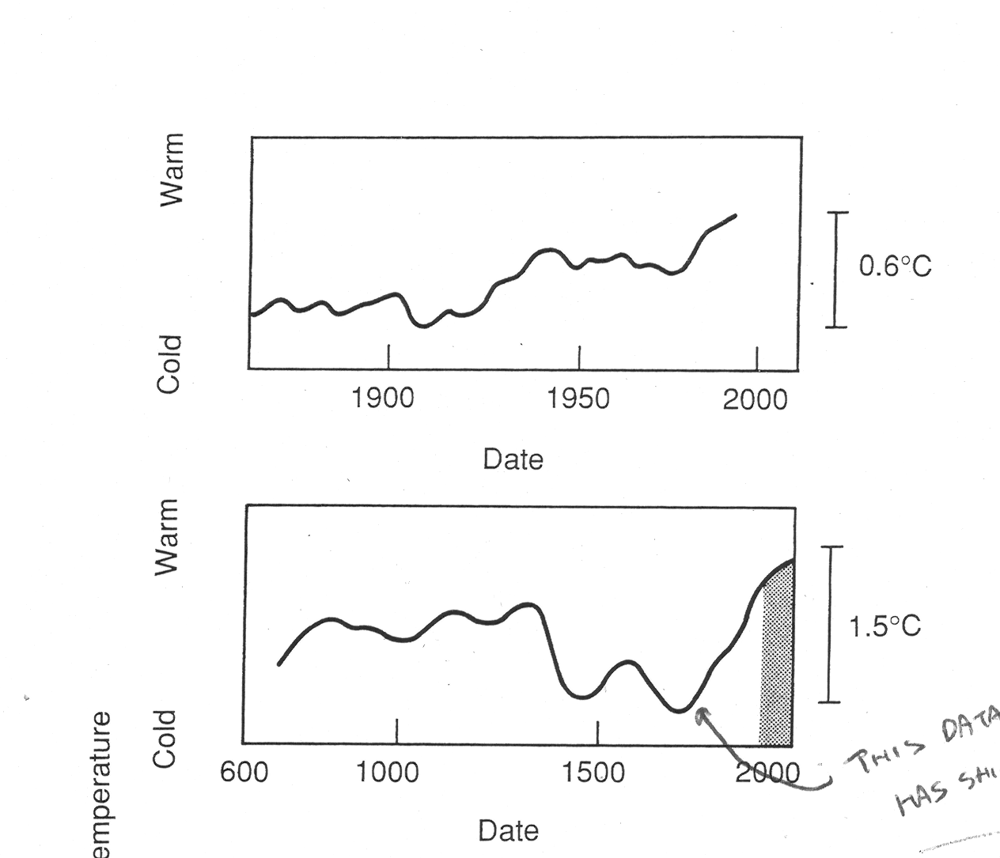 Warm
Cold
0.6°C
1900 1950 2000
Date
Warm
Cold
1.5°C
600 1000 1500 2000
Date
emperature
THIS DATA
HAS SHI